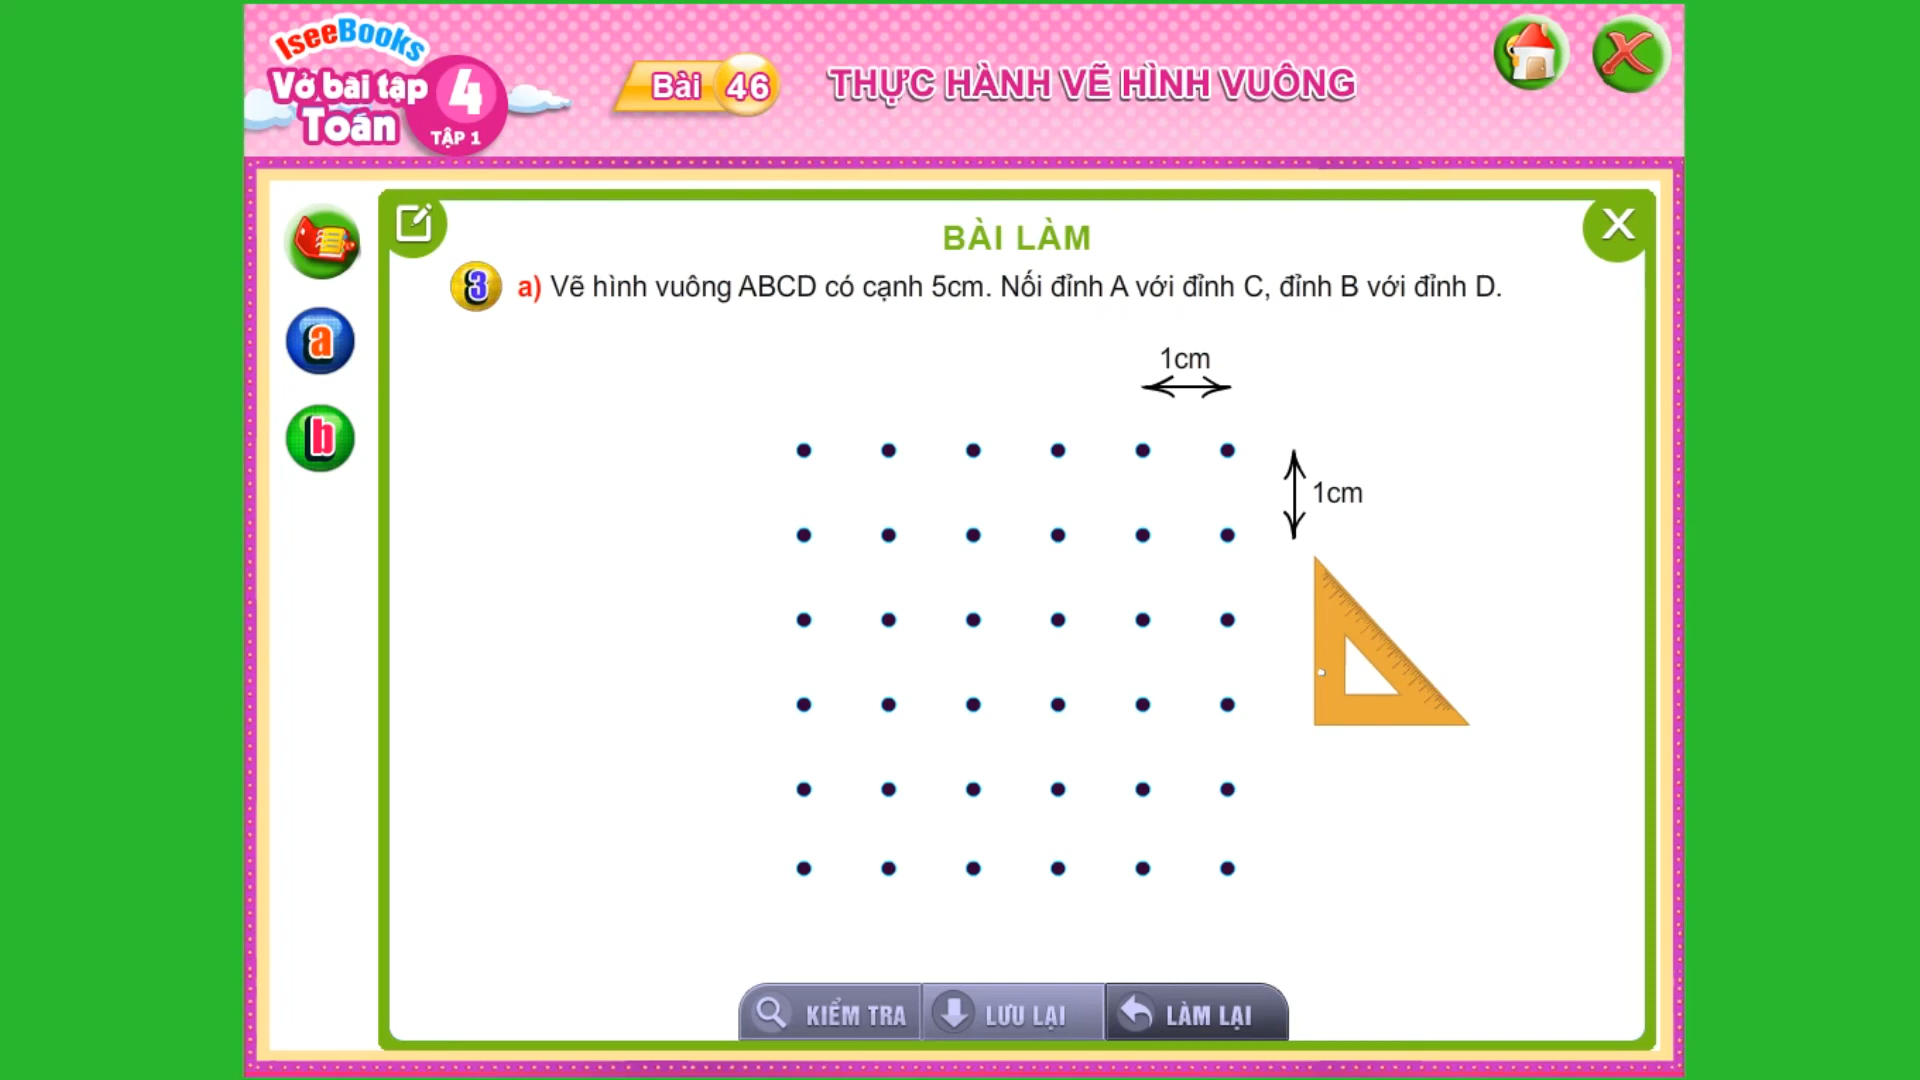 IseeBooks
Vở bài tập
Toán
4
TẬP 1
Bài 46
THỰC HÀNH VẼ HÌNH VUÔNG
BÀI LÀM
3 a) Vẽ hình vuông ABCD có cạnh 5cm. Nối đỉnh A với đỉnh C, đỉnh B với đỉnh D.
a
b
1cm
1cm
KIỂM TRA
LƯU LẠI
LÀM LẠI